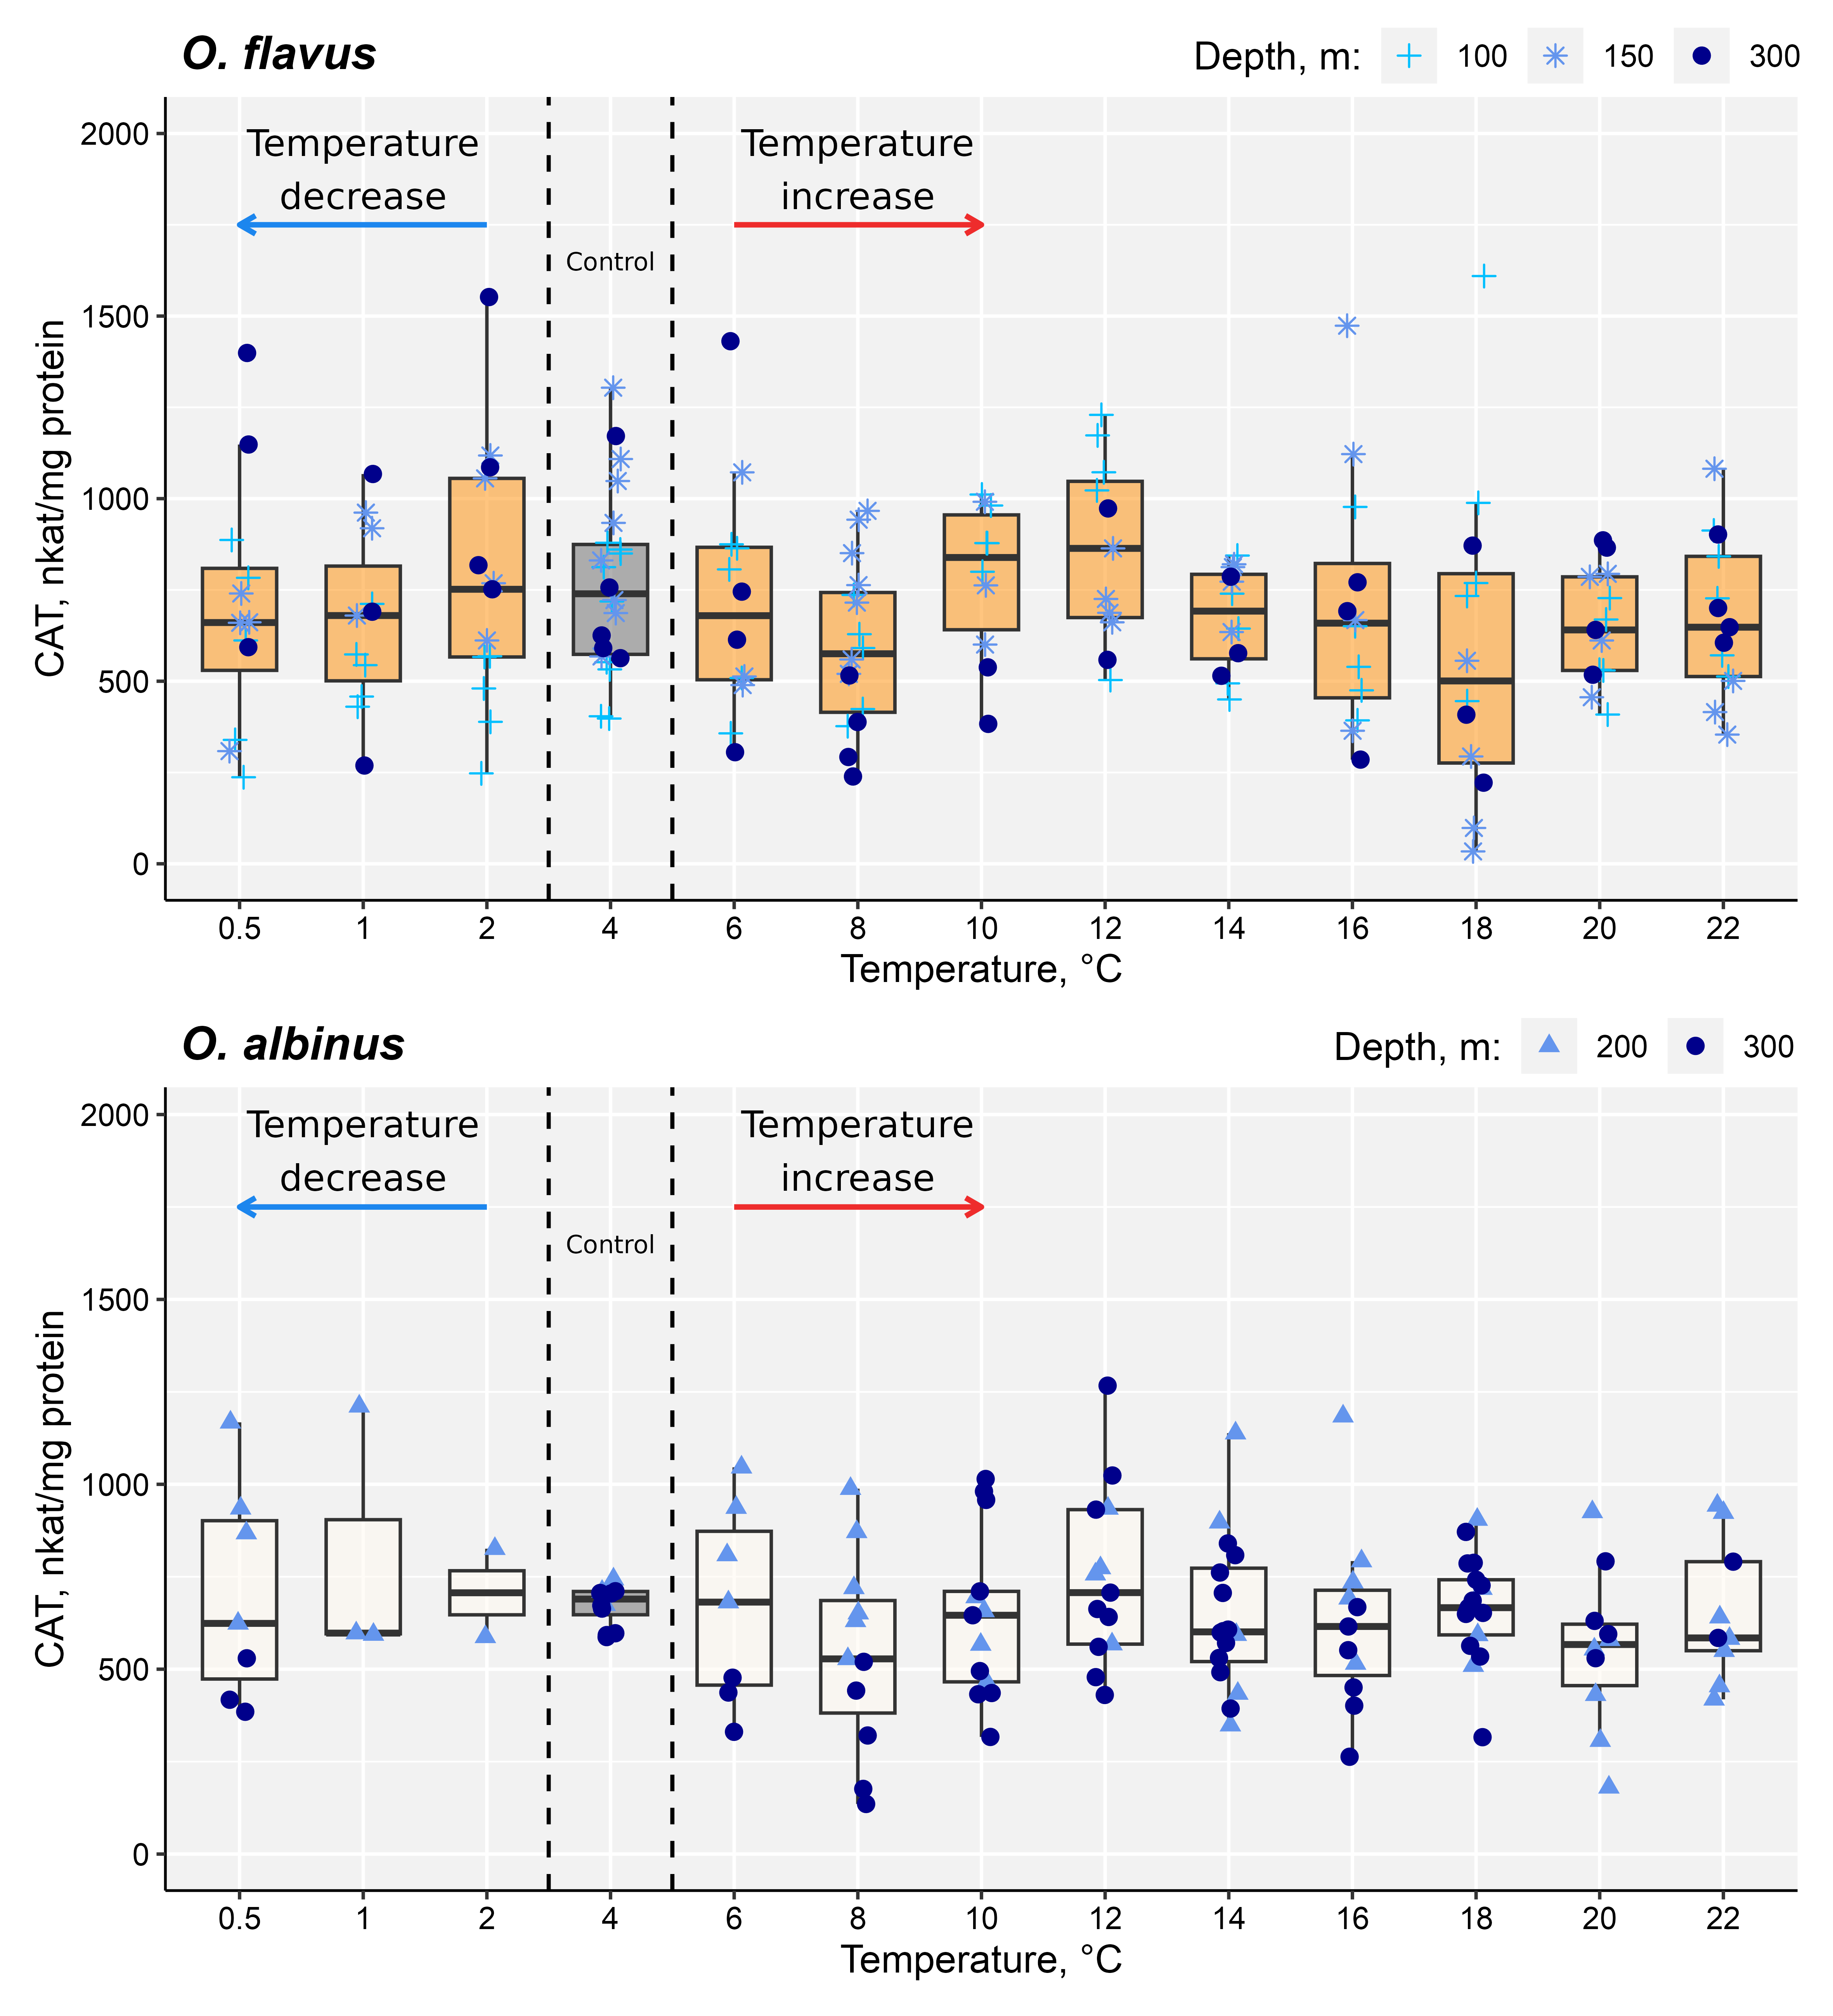 O. flavus
Depth, m: 100 150 300
CAT, nkat/mg protein
2000
1500
1000
500
0
Temperature
decrease
Control
Temperature
increase
0.5 1 2 4 6 8 10 12 14 16 18 20 22
Temperature, °C
O. albinus
Depth, m: 200 300
CAT, nkat/mg protein
2000
1500
1000
500
0
Temperature
decrease
Control
Temperature
increase
0.5 1 2 4 6 8 10 12 14 16 18 20 22
Temperature, °C